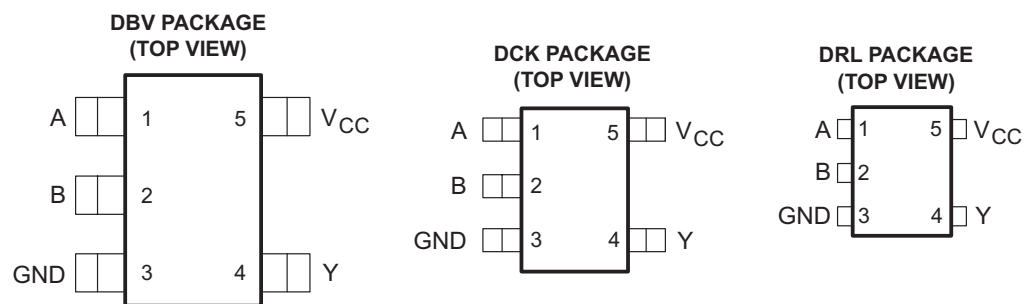 DBV PACKAGE
(TOP VIEW)
A 1 5 VCC
B 2
GND 3 4 Y
DCK PACKAGE
(TOP VIEW)
A 1 5 VCC
B 2
GND 3 4 Y
DRL PACKAGE
(TOP VIEW)
A 1 5 VCC
B 2
GND 3 4 Y